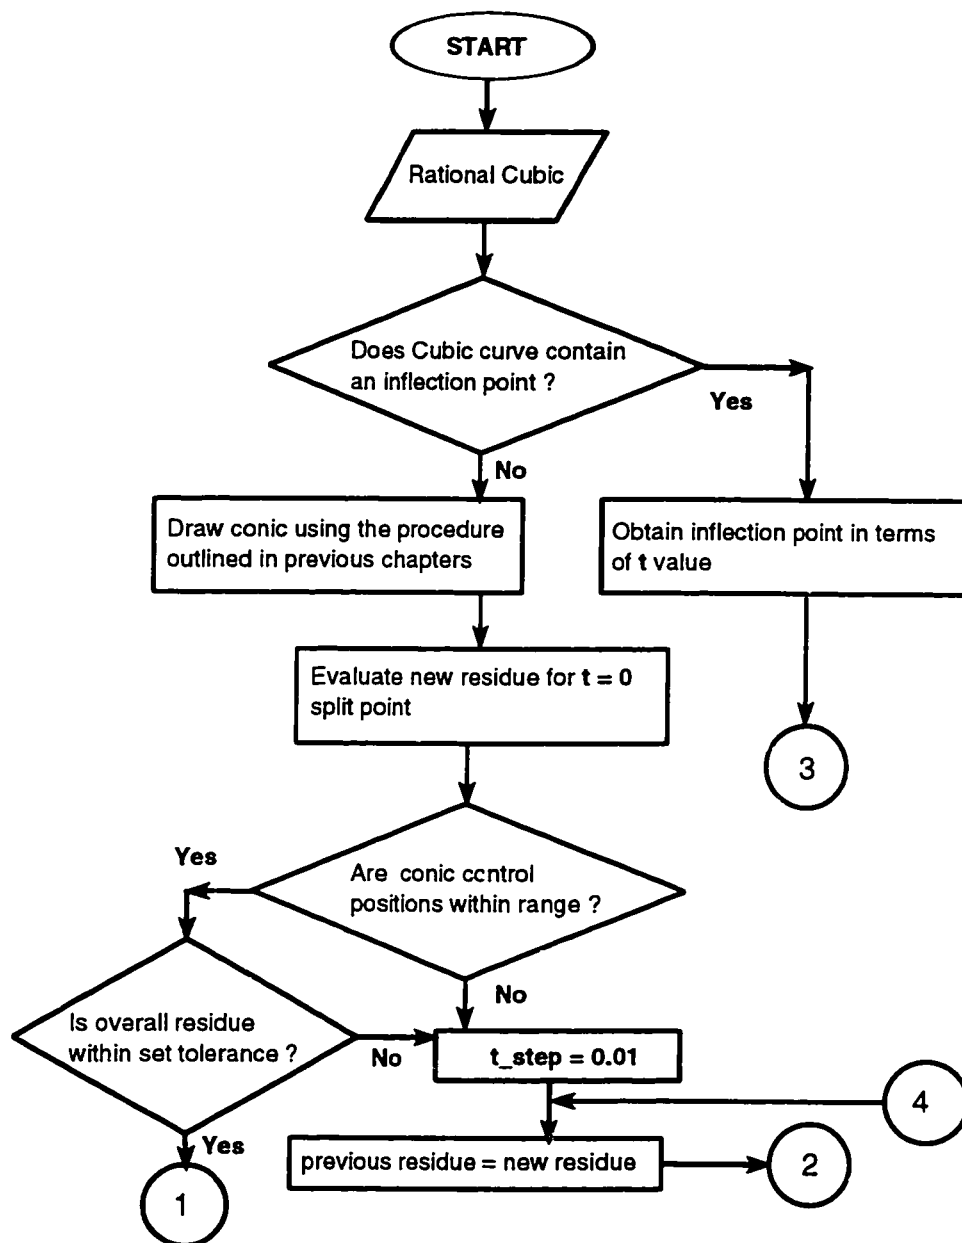 START
Rational Cubic
Does Cubic curve contain
an inflection point ?
Yes
No
Draw conic using the procedure
outlined in previous chapters
Obtain inflection point in terms
of t value
Evaluate new residue for t = 0
split point
3
Yes
Are conic control
positions within range ?
No
Is overall residue
within set tolerance ?
No
t_step = 0.01
4
Yes
previous residue = new residue
2
1